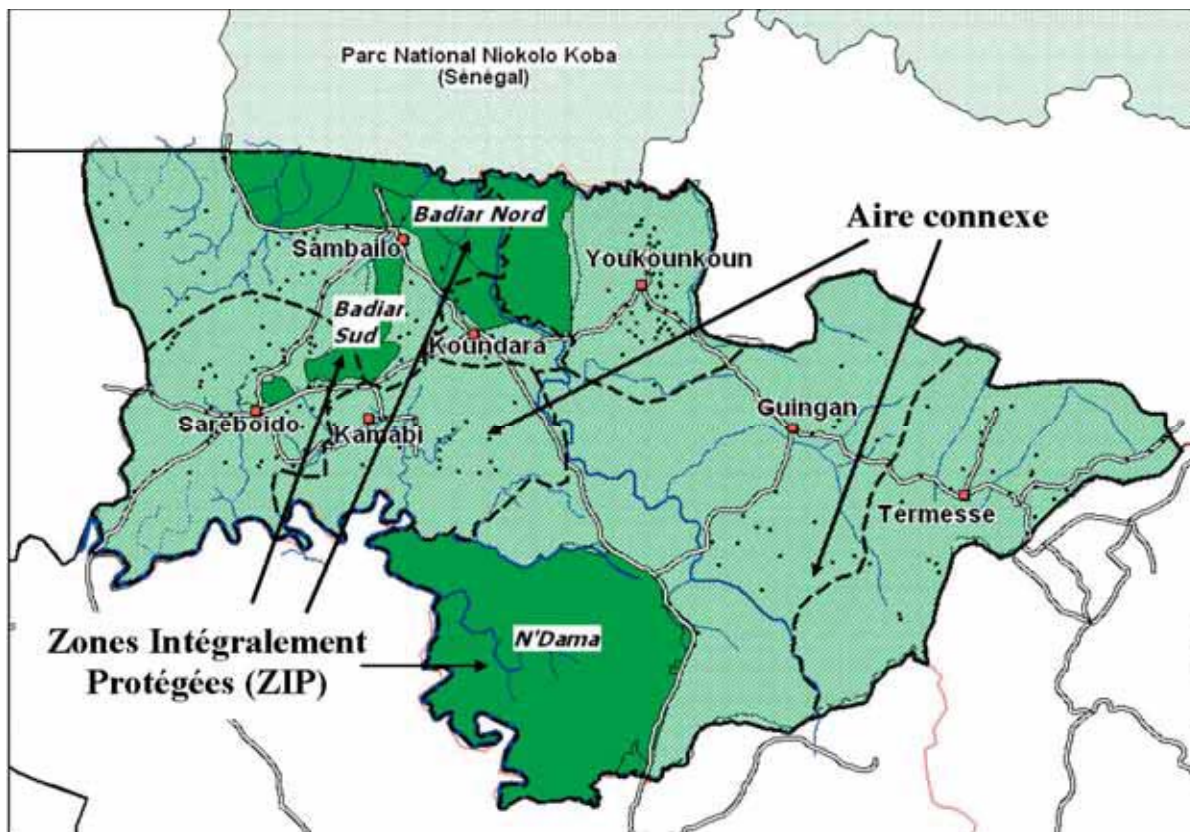 Parc National Niokolo Koba
(Sénégal)
Badiar Nord
Aire connexe
Sambailo
Youkounkoun
Badiar
Sud
Koundara
Guingan
Sareboido
Kamabi
Termesse
Zones Intégralement
Protégées (ZIP)
N'Dama